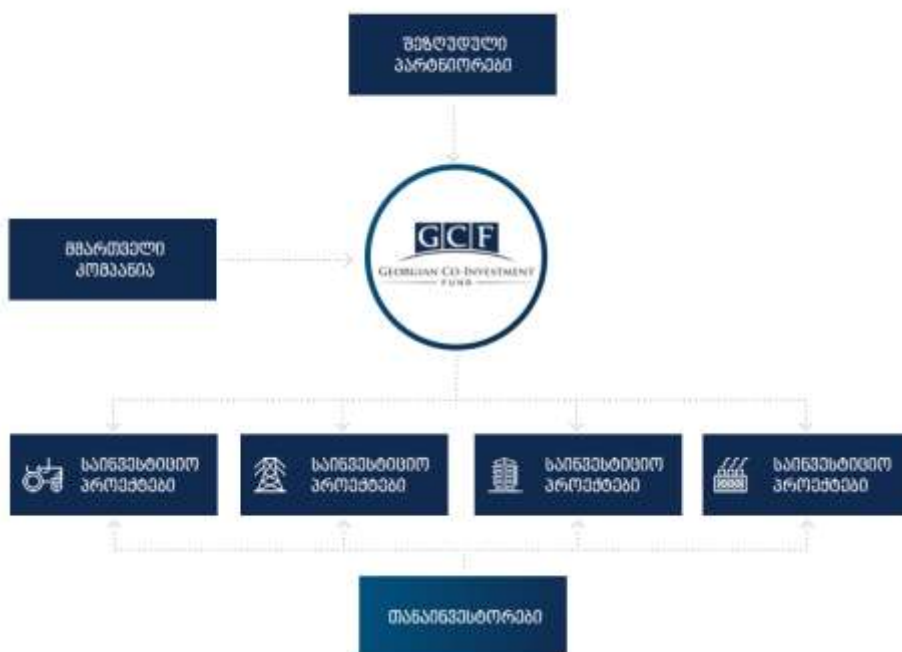 შეზღუდული
პარტნიორები
მმართველი
კომპანია
GCF
GEORGIAN CO-INVESTMENT
FUND
საინვესტიციო
პროექტები
საინვესტიციო
პროექტები
საინვესტიციო
პროექტები
საინვესტიციო
პროექტები
თანაინვესტორები